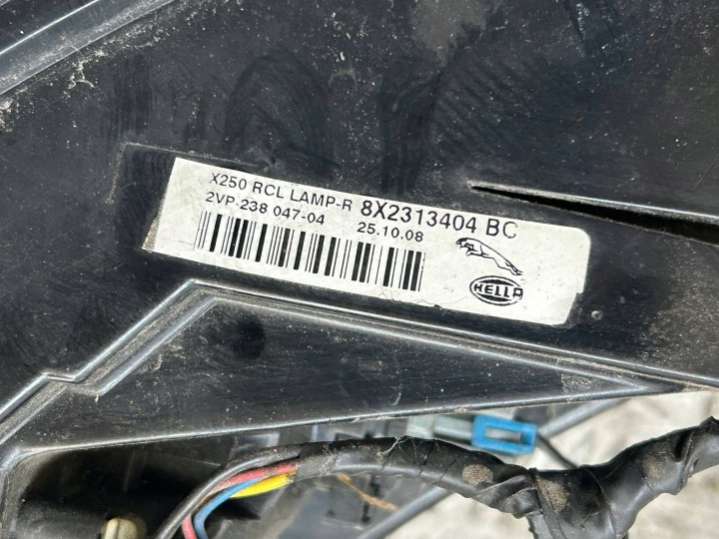 X250 RCL LAMP-R 8X2313404 BC
2VP-238 047-04 25.10.08
HELLA